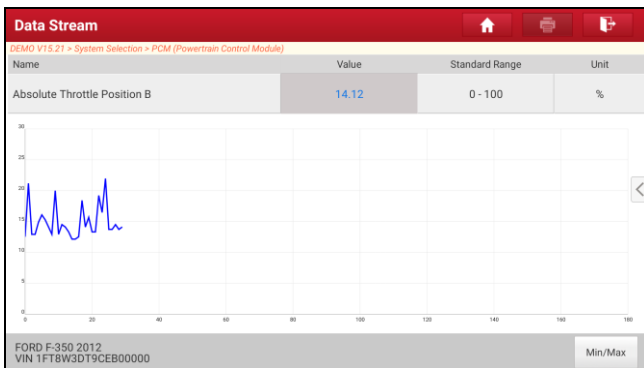 Data Stream
DEMO V15.21 > System Selection > PCM (Powertrain Control Module)
Name Value Standard Range Unit
Absolute Throttle Position B 14.12 0 - 100 %
30
25
20
15
10
5
0
0 20 40 60 80 100 120 140 160 180
FORD F-350 2012
VIN 1FT8W3DT9CEB00000
Min/Max